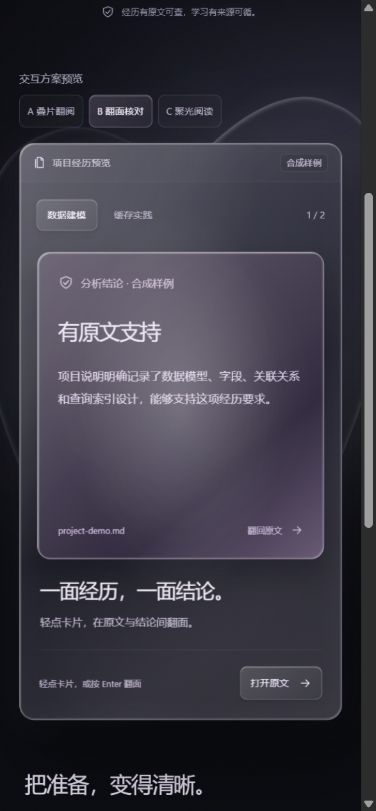 经历有原文可查，学习有来源可循。
交互方案预览
A 叠片翻阅
B 翻面核对
C 聚光阅读
项目经历预览
合成样例
数据建模
缓存实践
1 / 2
分析结论 · 合成样例
有原文支持
项目说明明确记录了数据模型、字段、关联关系
和查询索引设计，能够支持这项经历要求。
project-demo.md
翻回原文 →
一面经历，一面结论。
轻点卡片，在原文与结论间翻面。
轻点卡片，或按 Enter 翻面
打开原文 →
把准备，变得清晰。